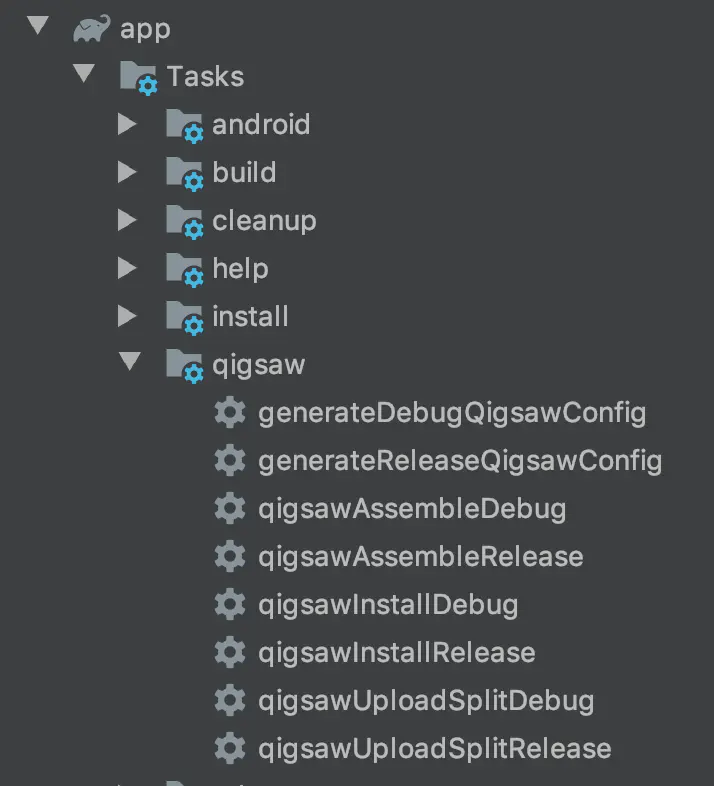 app
Tasks
android
build
cleanup
help
install
qigsaw
generateDebugQigsawConfig
generateReleaseQigsawConfig
qigsawAssembleDebug
qigsawAssembleRelease
qigsawInstallDebug
qigsawInstallRelease
qigsawUploadSplitDebug
qigsawUploadSplitRelease